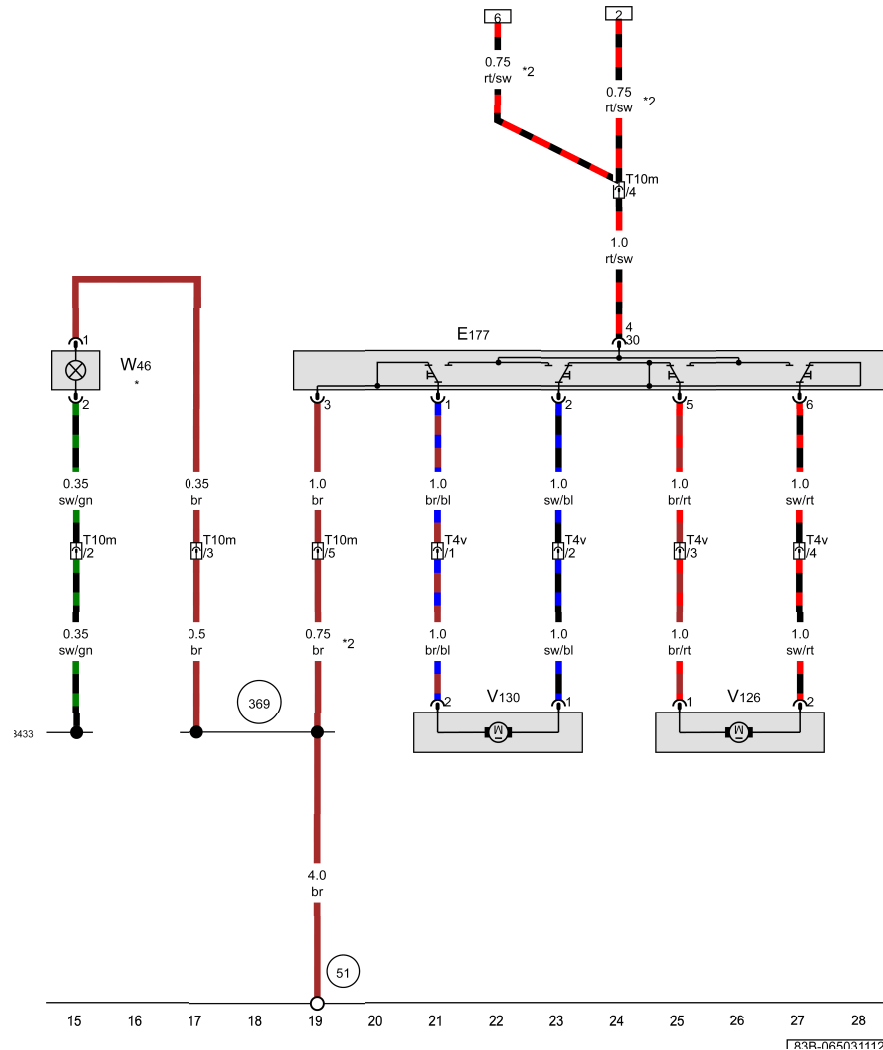 6
2
0.75
rt/sw
*2
0.75
rt/sw
*2
T10m
/4
1.0
rt/sw
4
30
1
W46
*
E177
2
3
1
2
5
6
0.35
sw/gn
0.35
br
1.0
br
1.0
br/bl
1.0
sw/bl
1.0
br/rt
1.0
sw/rt
T10m
/2
T10m
/3
T10m
/5
T4v
/1
T4v
/2
T4v
/3
T4v
/4
0.35
sw/gn
br
0.75
br
*2
1.0
br/bl
1.0
sw/bl
1.0
br/rt
1.0
sw/rt
369
2
V130
1
1
V126
2
M
M
4.0
br
51
15 16 17 18 19 20 21 22 23 24 25 26 27 28
83B-065031112